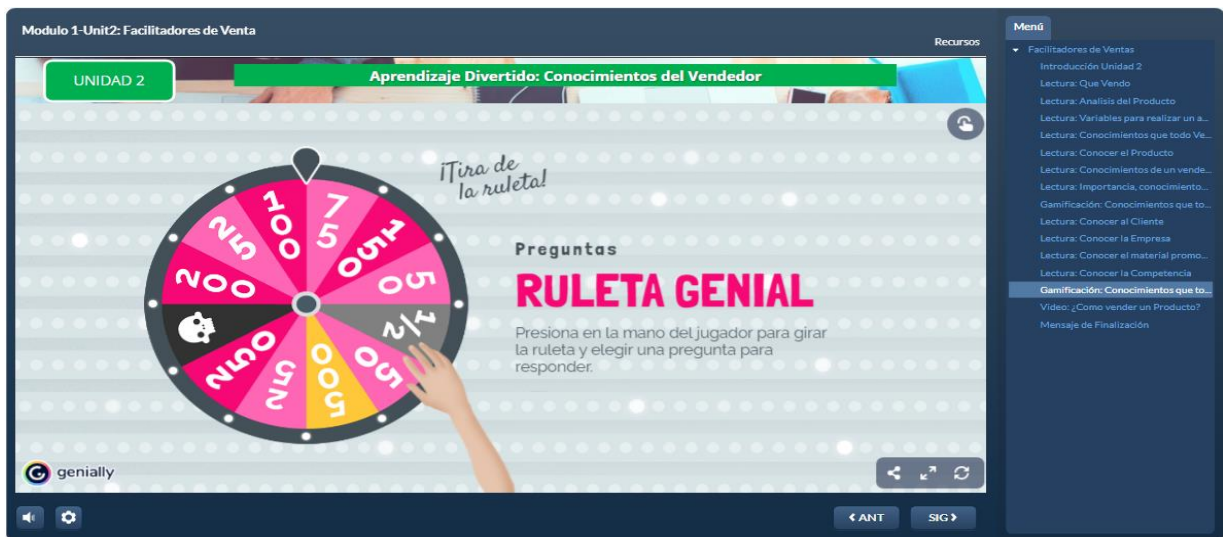 Modulo 1-Unit2: Facilitadores de Venta
Recursos
UNIDAD 2
Aprendizaje Divertido: Conocimientos del Vendedor
¡Tira de
la ruleta!
100
75
150
50
1/2
50
500
25
250
200
25
Preguntas
RULETA GENIAL
Presiona en la mano del jugador para girar
la ruleta y elegir una pregunta para
responder.
genially
ANT
SIG
Menú
Facilitadores de Ventas
Introducción Unidad 2
Lectura: Que Vendo
Lectura: Analisis del Producto
Lectura: Variables para realizar un a...
Lectura: Conocimientos que todo Ve...
Lectura: Conocer el Producto
Lectura: Conocimientos de un vende...
Lectura: Importancia, conocimiento...
Gamificación: Conocimientos que to...
Lectura: Conocer al Cliente
Lectura: Conocer la Empresa
Lectura: Conocer el material promo...
Lectura: Conocer la Competencia
Gamificación: Conocimientos que to...
Vídeo: ¿Como vender un Producto?
Mensaje de Finalización